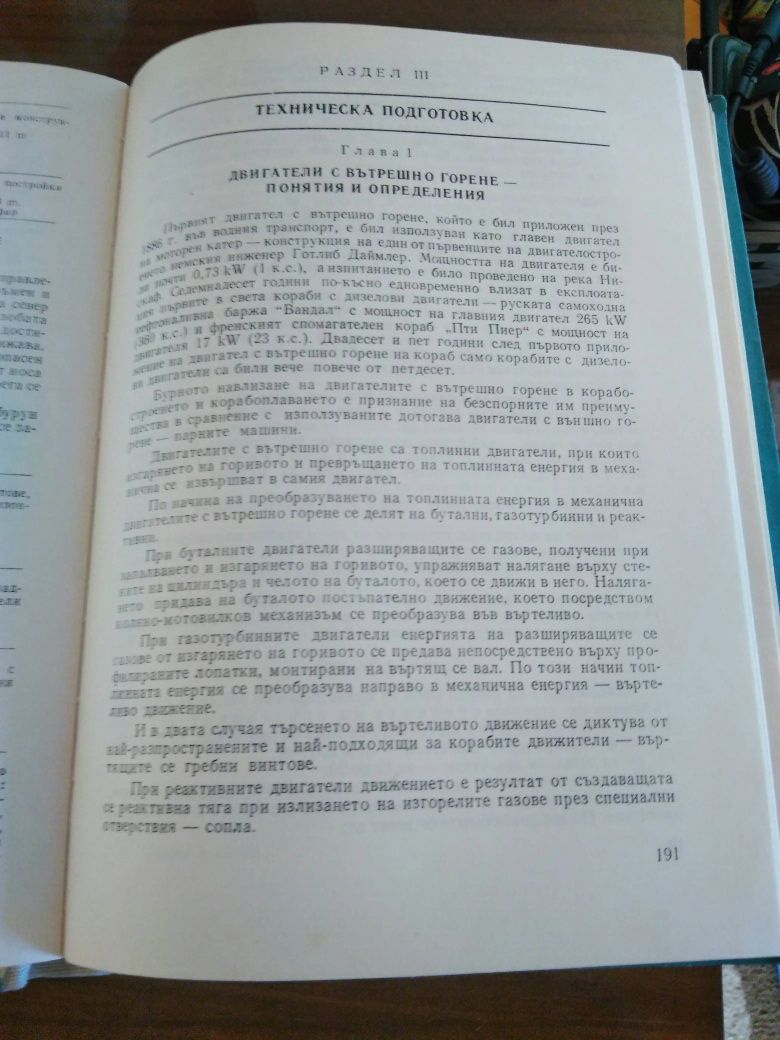 е конструк-
11 m
постройки
РАЗДЕЛ III
ТЕХНИЧЕСКА ПОДГОТОВКА
Глава 1
ДВИГАТЕЛИ С ВЪТРЕШНО ГОРЕНЕ —
ПОНЯТИЯ И ОПРЕДЕЛЕНИЯ
Първият двигател с вътрешно горене, който е бил приложен през
1886 г. във водния транспорт, е бил използуван като главен двигател
на моторен катер — конструкция на един от първенците на двигателостро-
енето немския инженер Готлиб Даймлер. Мощността на двигателя е би-
ла почти 0,73 kW (1 к.с.), а изпитанието е било проведено на река Ни-
скаф. Седемнадесет години по-късно едновременно влизат в експлоата-
ция първите в света кораби с дизелови двигатели — руската самоходна
нефтоналивна баржа "Вандал" с мощност на главния двигател 265 kW
(360 к.с.) и френският спомагателен кораб „Пти Пиер“ с мощност на
двигателя 17 kW (23 к.с.). Двадесет и пет години след първото прило-
жение на двигател с вътрешно горене на кораб само корабите с дизело-
ви двигатели са били вече повече от петдесет.
Бурното навлизане на двигателите с вътрешно горене в корабо-
строенето и корабоплаването е признание на безспорните им преиму-
щества в сравнение с използуваните дотогава двигатели с външно го-
рене — парните машини.
Двигателите с вътрешно горене са топлинни двигатели, при които
изгарянето на горивото и превръщането на топлинната енергия в меха-
нична се извършват в самия двигател.
По начина на преобразуването на топлинната енергия в механична
двигателите с вътрешно горене се делят на бутални, газотурбинни и реак-
тивни.
При буталните двигатели разширяващите се газове, получени при
запалването и изгарянето на горивото, упражняват налягане върху сте-
ните на цилиндъра и челото на буталото, което се движи в него. Наляга-
нето придава на буталото постъпателно движение, което посредством
коляно-мотовилков механизъм се преобразува във въртеливо.
При газотурбинните двигатели енергията на разширяващите се
газове от изгарянето на горивото се предава непосредствено върху про-
филираните лопатки, монтирани на въртящ се вал. По този начин топ-
линната енергия се преобразува направо в механична енергия — върте-
ливо движение.
И в двата случая търсенето на въртеливото движение се диктува от
най-разпространените и най-подходящи за корабите движители — вър-
тящите се гребни винтове.
При реактивните двигатели движението е резултат от създаващата
се реактивна тяга при излизането на изгорелите газове през специални
отверствия — сопла.
191